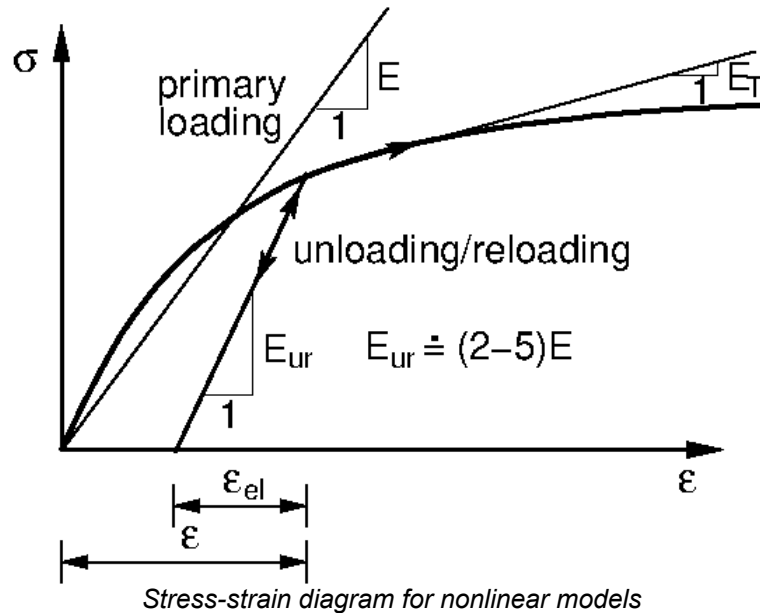 σ
primary
loading
E
1
E_T
1
unloading/reloading
E_ur
E_ur ≐ (2–5)E
1
ε_el
ε
ε
Stress-strain diagram for nonlinear models